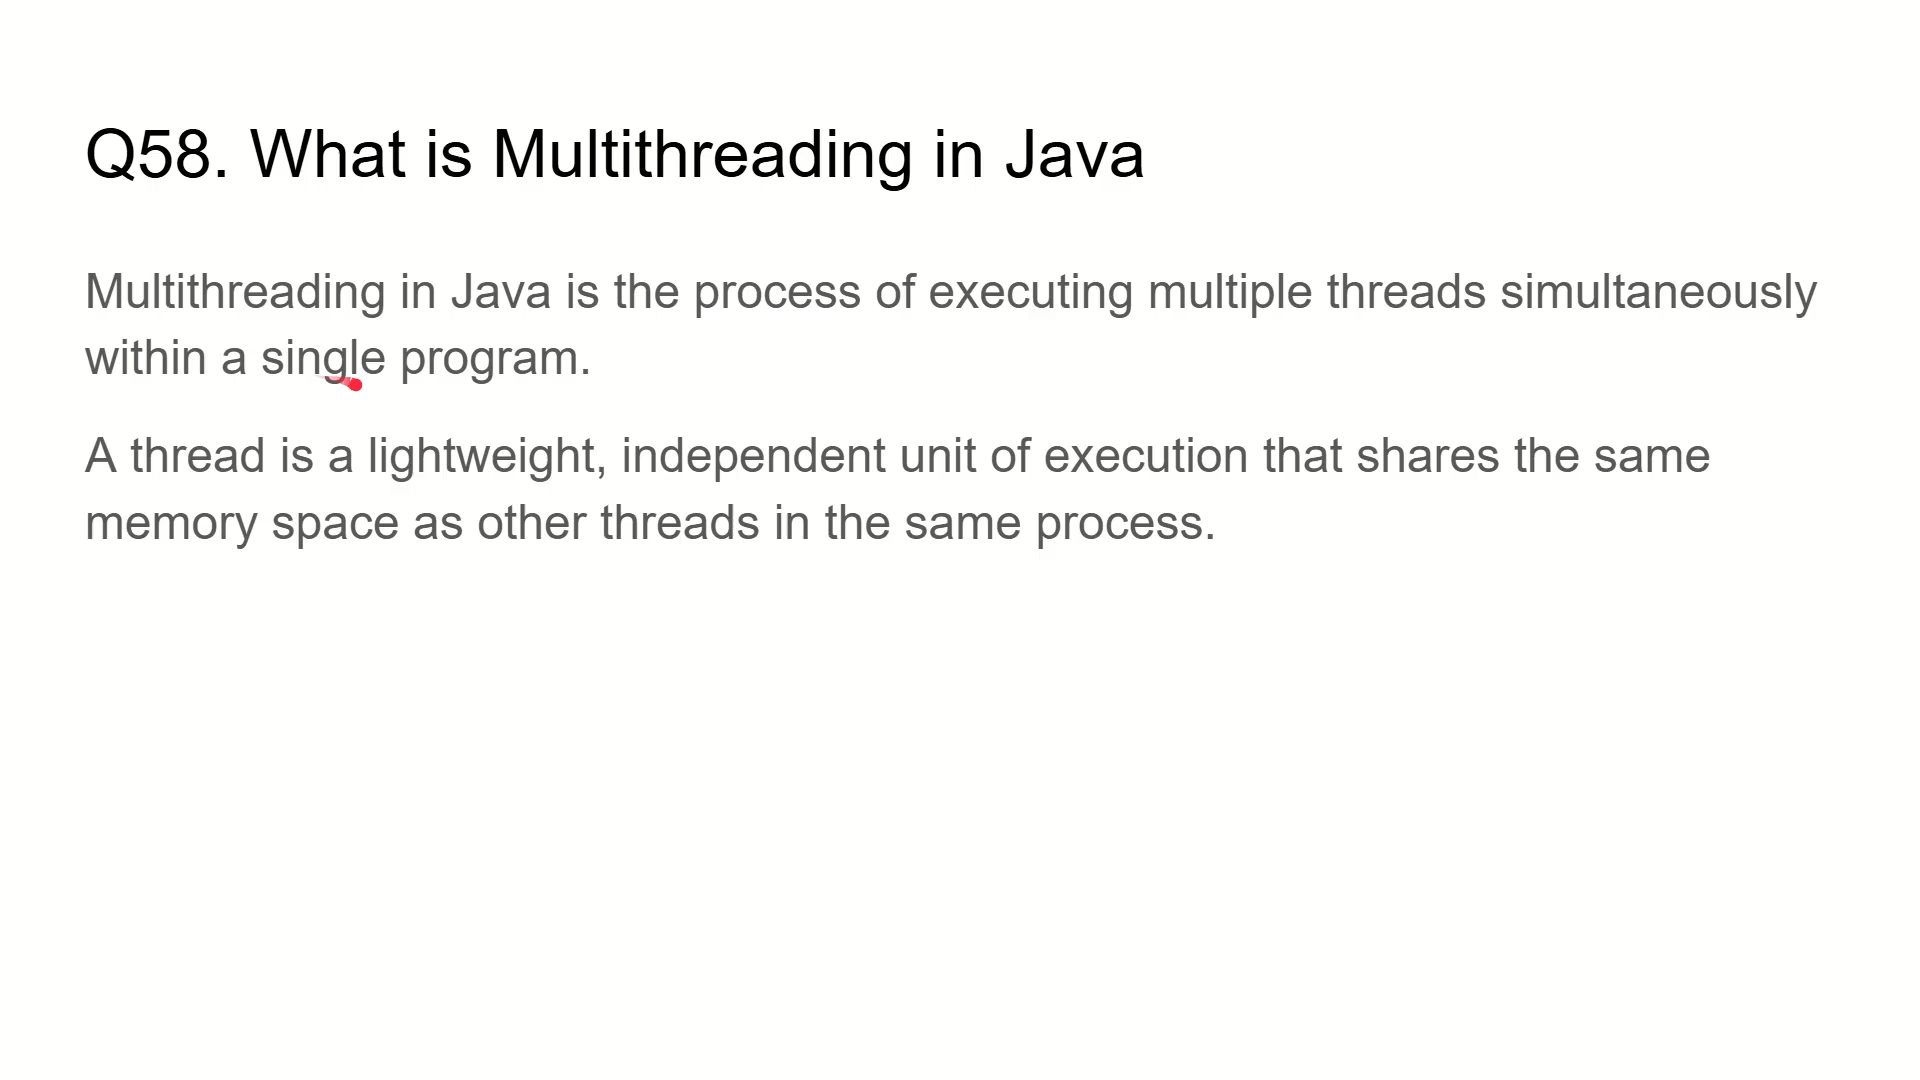 Q58. What is Multithreading in Java
Multithreading in Java is the process of executing multiple threads simultaneously
within a single program.
A thread is a lightweight, independent unit of execution that shares the same
memory space as other threads in the same process.